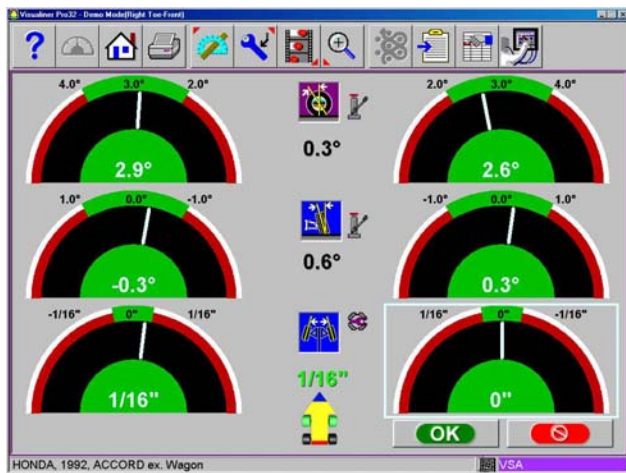 Visualiner Pro32 - Demo Mode(Right Toe-Front)
?
4.0° 3.0° 2.0°
2.9°
0.3°
2.0° 3.0° 4.0°
2.6°
1.0° 0.0° -1.0°
-0.3°
0.6°
-1.0° 0.0° 1.0°
0.3°
-1/16" 0" 1/16"
1/16"
1/16"
1/16" 0" -1/16"
0"
OK
HONDA, 1992, ACCORD ex. Wagon
VSA